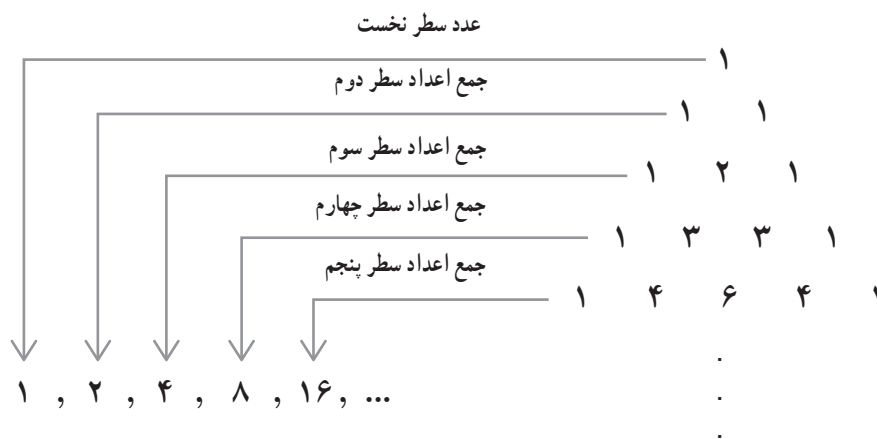 عدد سطر نخست
۱
جمع اعداد سطر دوم
۱ ۱
جمع اعداد سطر سوم
۱ ۲ ۱
جمع اعداد سطر چهارم
۱ ۳ ۳ ۱
جمع اعداد سطر پنجم
۱ ۴ ۶ ۴ ۱
.
.
.
۱ , ۲ , ۴ , ۸ , ۱۶, ...